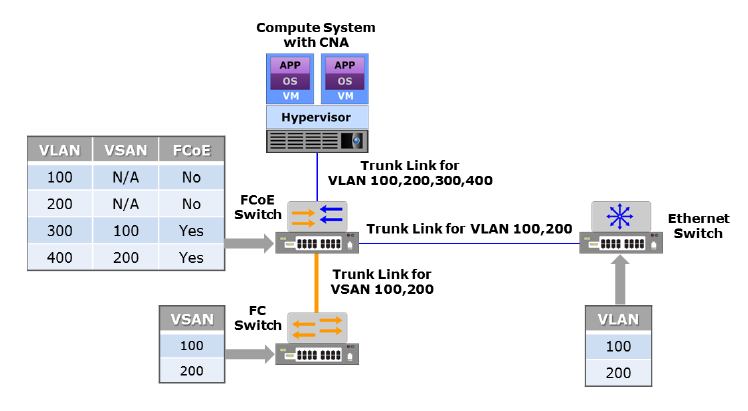 Compute System
with CNA
APP APP
OS OS
VM VM
Hypervisor
Trunk Link for
VLAN 100,200,300,400
VLAN VSAN FCoE
100 N/A No
200 N/A No
300 100 Yes
400 200 Yes
FCoE
Switch
Trunk Link for VLAN 100,200
Ethernet
Switch
Trunk Link for
VSAN 100,200
FC
Switch
VSAN
100
200
VLAN
100
200